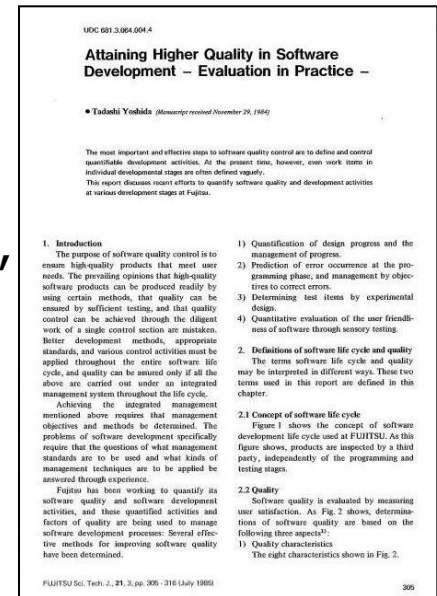 UDC 681.3.064.004.4
Attaining Higher Quality in Software
Development – Evaluation in Practice –
• Tadashi Yoshida (Manuscript received November 29, 1984)
The most important and effective steps to software quality control are to define and control
quantifiable development activities. At the present time, however, even work items in
individual developmental stages are often defined vaguely.
This report discusses recent efforts to quantify software quality and development activities
at various development stages at Fujitsu.
1. Introduction
The purpose of software quality control is to
ensure high-quality products that meet user
needs. The prevailing opinions that high-quality
software products can be produced readily by
using certain methods, that quality can be
ensured by sufficient testing, and that quality
control can be achieved through the diligent
work of a single control section are mistaken.
Better development methods, appropriate
standards, and various control activities must be
applied throughout the entire software life
cycle, and quality can be assured only if all the
above are carried out under an integrated
management system throughout the life cycle.
Achieving the integrated management
mentioned above requires that management
objectives and methods be determined. The
problems of software development specifically
require that the questions of what management
standards are to be used and what kinds of
management techniques are to be applied be
answered through experience.
Fujitsu has been working to quantify its
software quality and software development
activities, and these quantified activities and
factors of quality are being used to manage
software development processes: Several effec-
tive methods for improving software quality
have been determined.
1) Quantification of design progress and the
management of progress.
2) Prediction of error occurrence at the pro-
gramming phase, and management by objec-
tives to correct errors.
3) Determining test items by experimental
design.
4) Quantitative evaluation of the user friendli-
ness of software through sensory testing.
2. Definitions of software life cycle and quality
The terms software life cycle and quality
may be interpreted in different ways. These two
terms used in this report are defined in this
chapter.
2.1 Concept of software life cycle
Figure 1 shows the concept of software
development life cycle used at FUJITSU. As this
figure shows, products are inspected by a third
party, independently of the programming and
testing stages.
2.2 Quality
Software quality is evaluated by measuring
user satisfaction. As Fig. 2 shows, determina-
tions of software quality are based on the
following three aspects
1) Quality characteristics
The eight characteristics shown in Fig. 2.
FUJITSU Sci. Tech. J., 21, 3, pp. 305 - 316 (July 1985)
305